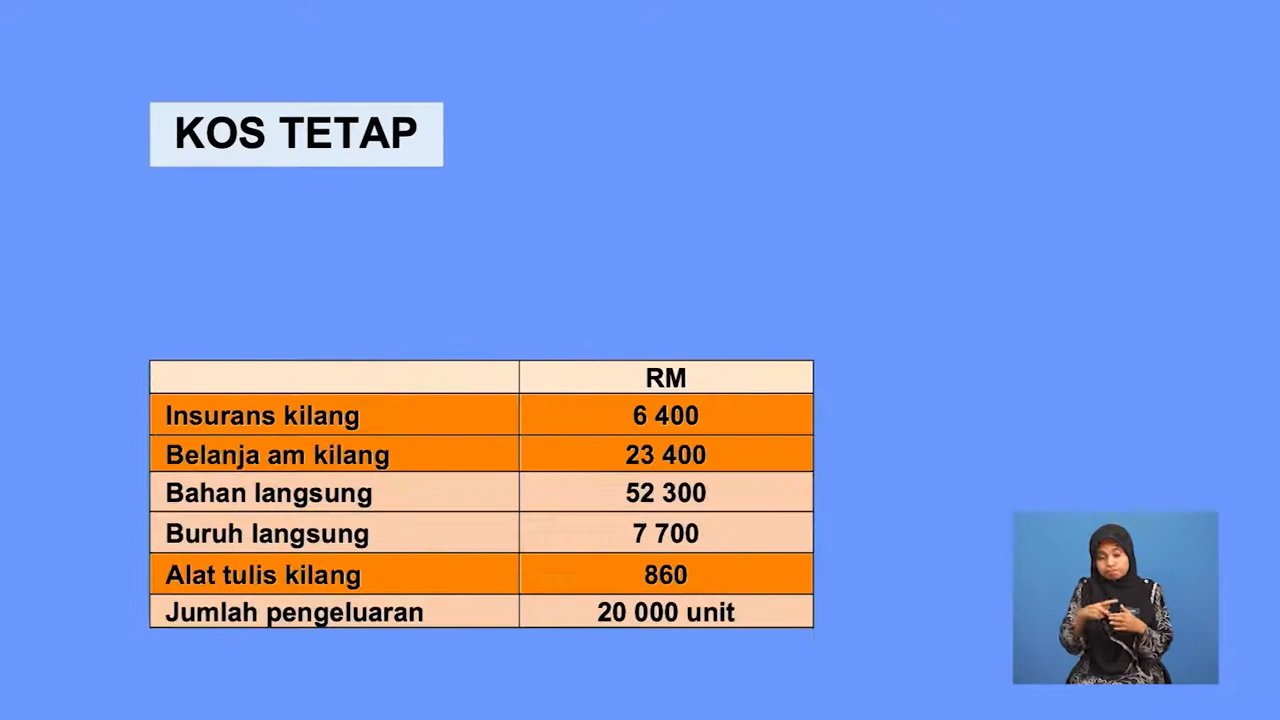 KOS TETAP
RM
Insurans kilang 6 400
Belanja am kilang 23 400
Bahan langsung 52 300
Buruh langsung 7 700
Alat tulis kilang 860
Jumlah pengeluaran 20 000 unit